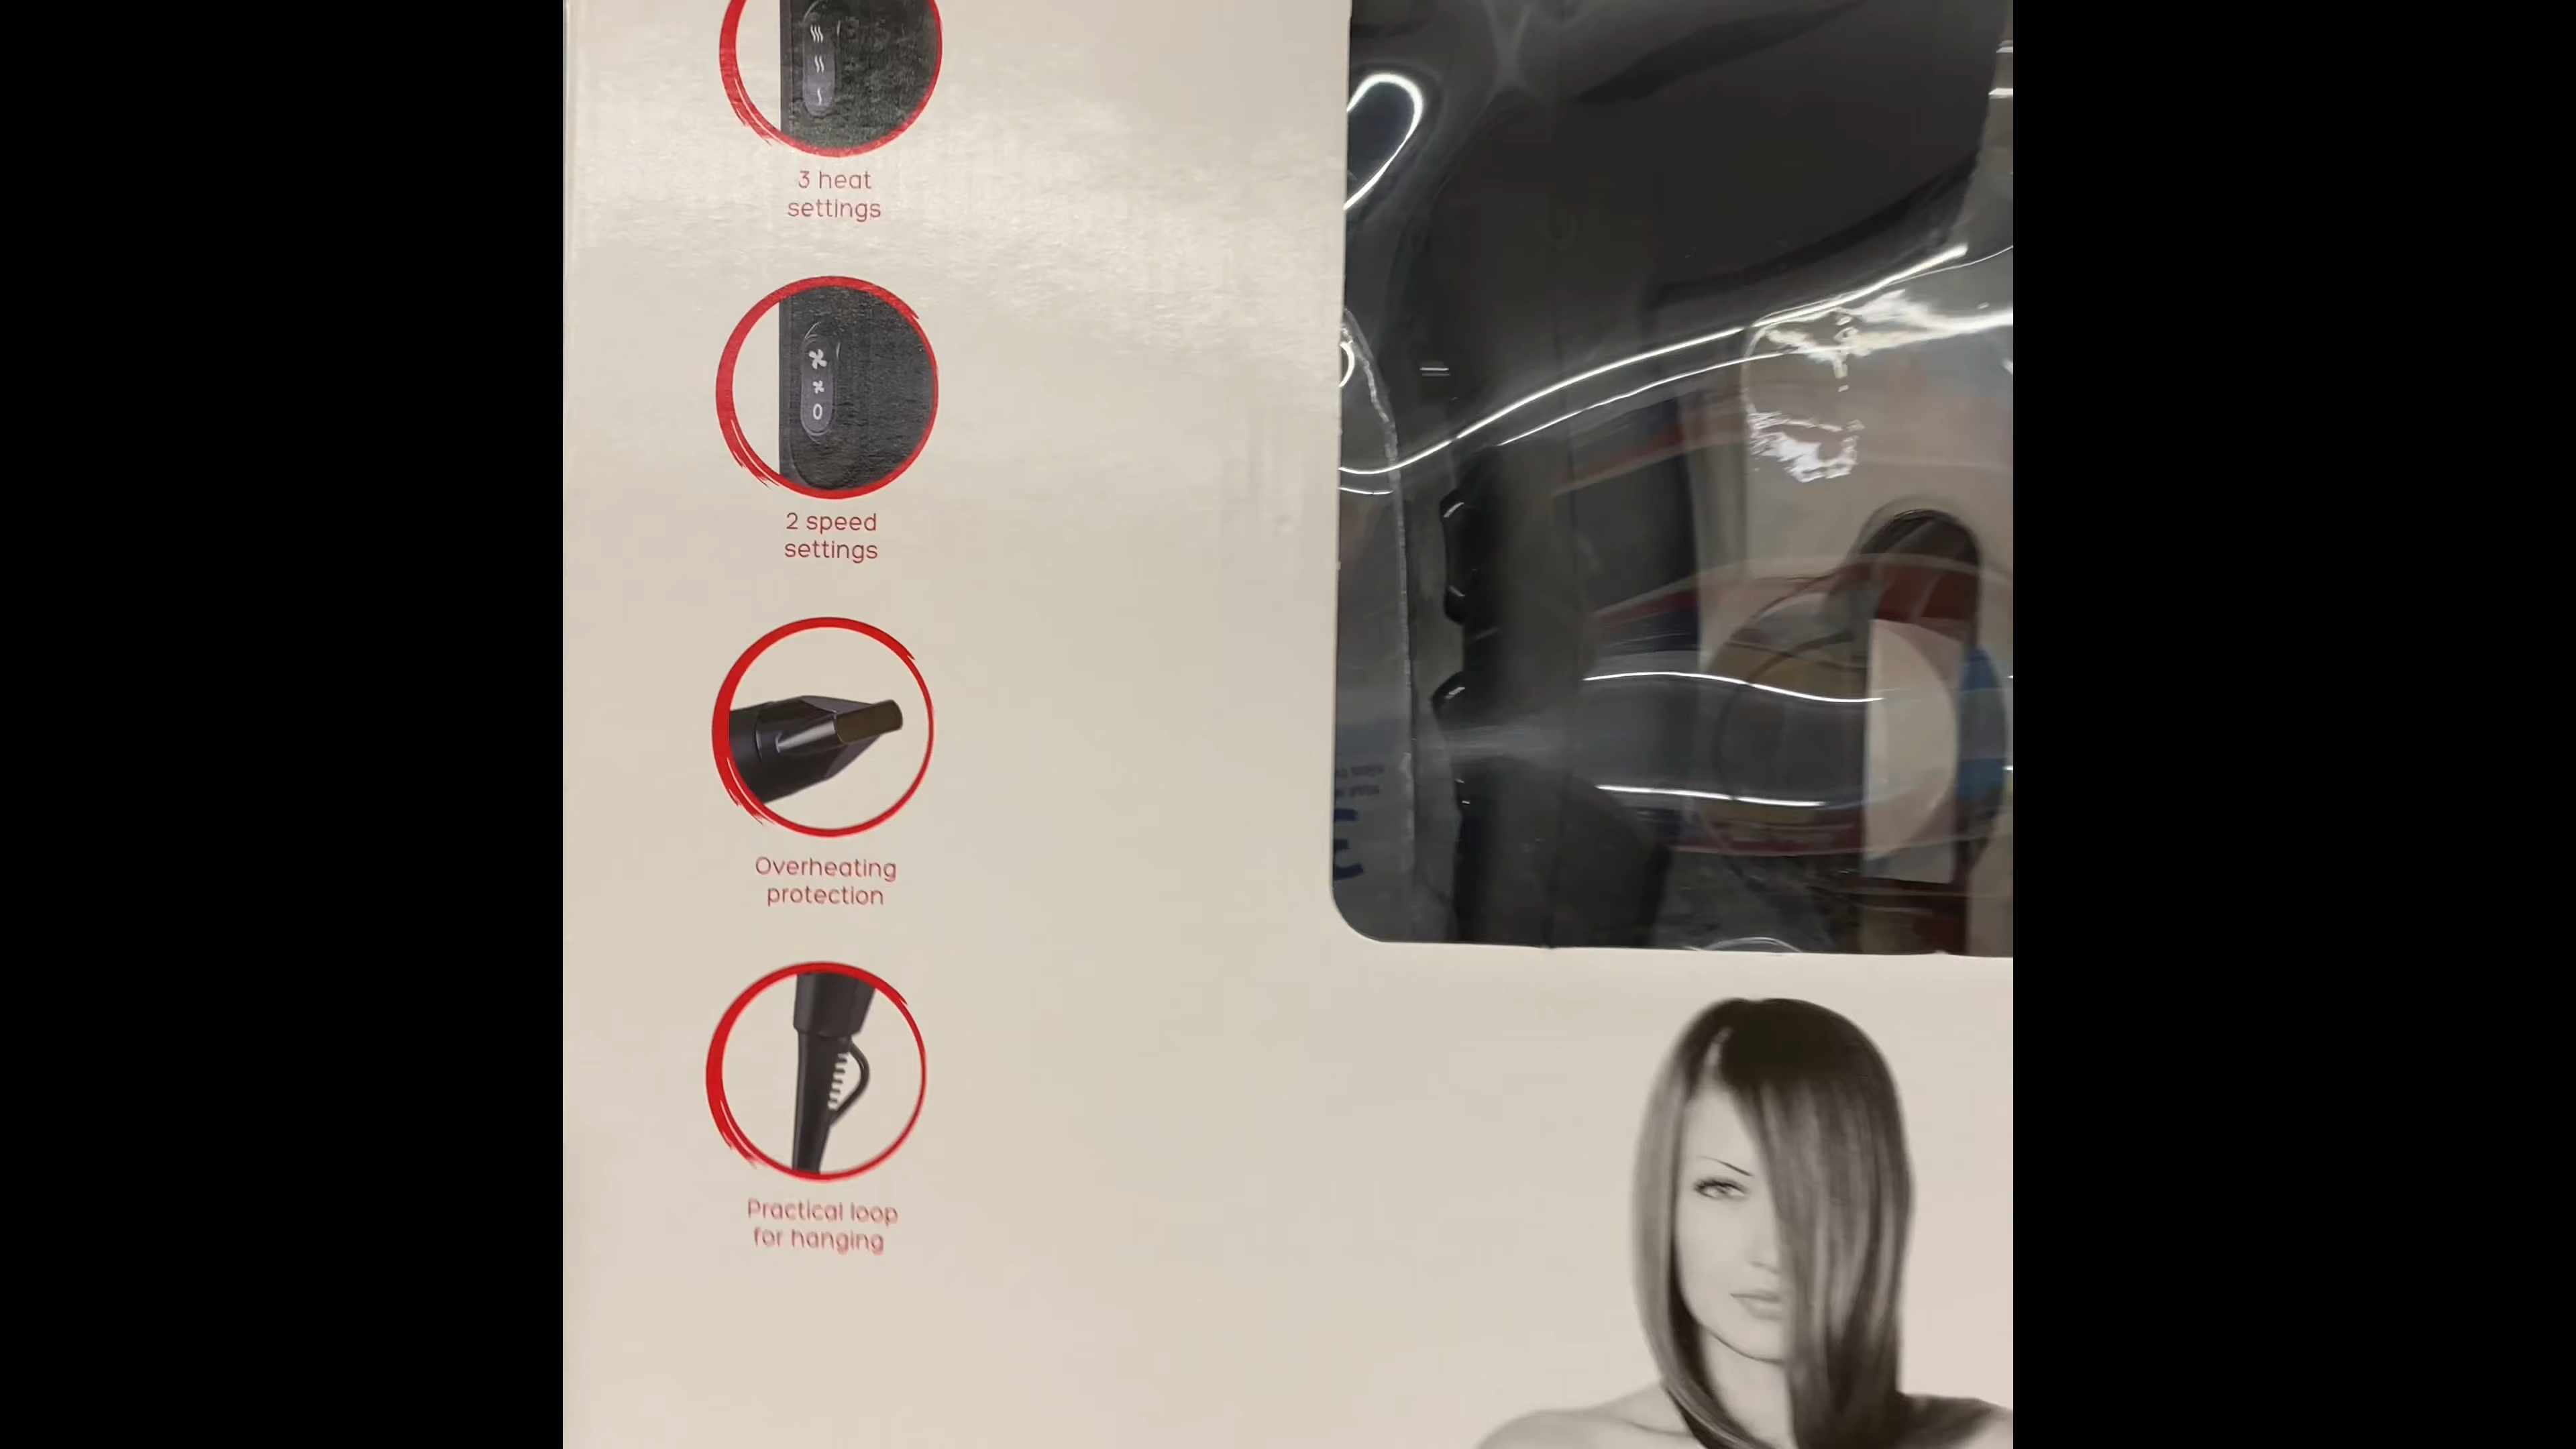 3 heat
settings
2 speed
settings
Overheating
protection
Practical loop
for hanging